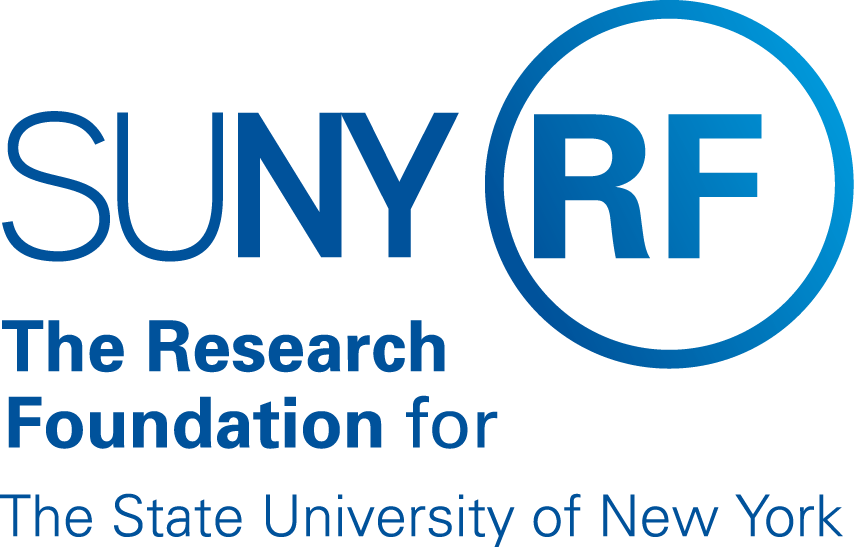 SUNY RF
The Research
Foundation for
The State University of New York